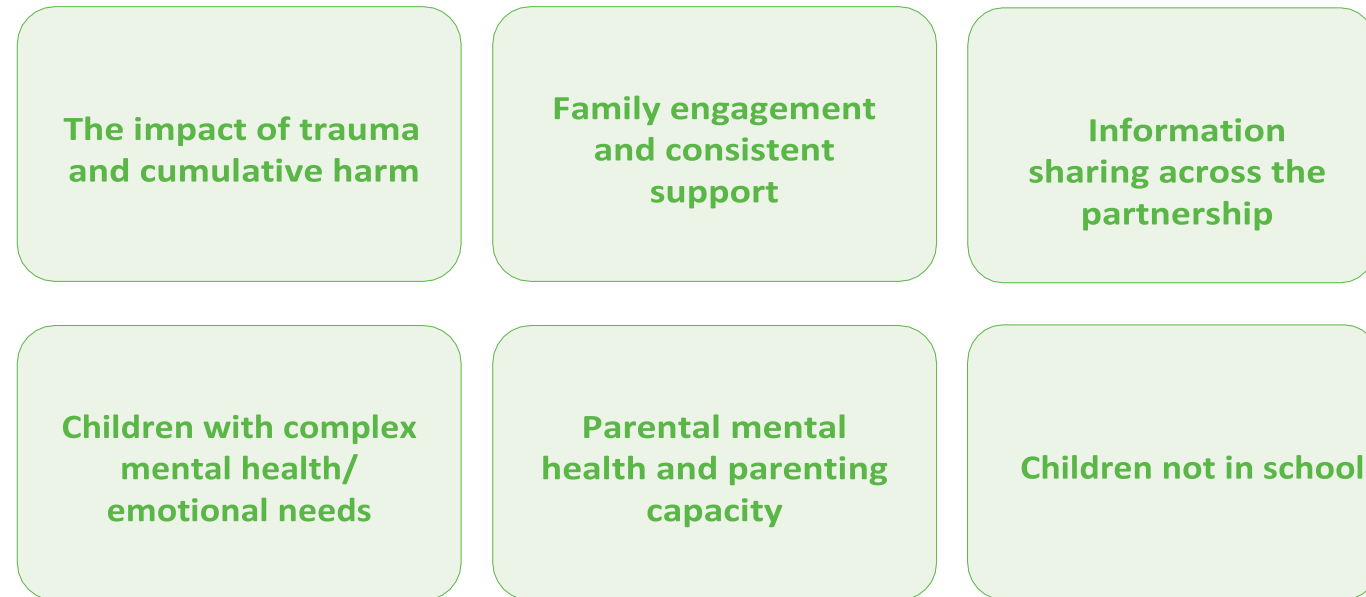 The impact of trauma
and cumulative harm
Family engagement
and consistent
support
Information
sharing across the
partnership
Children with complex
mental health/
emotional needs
Parental mental
health and parenting
capacity
Children not in school